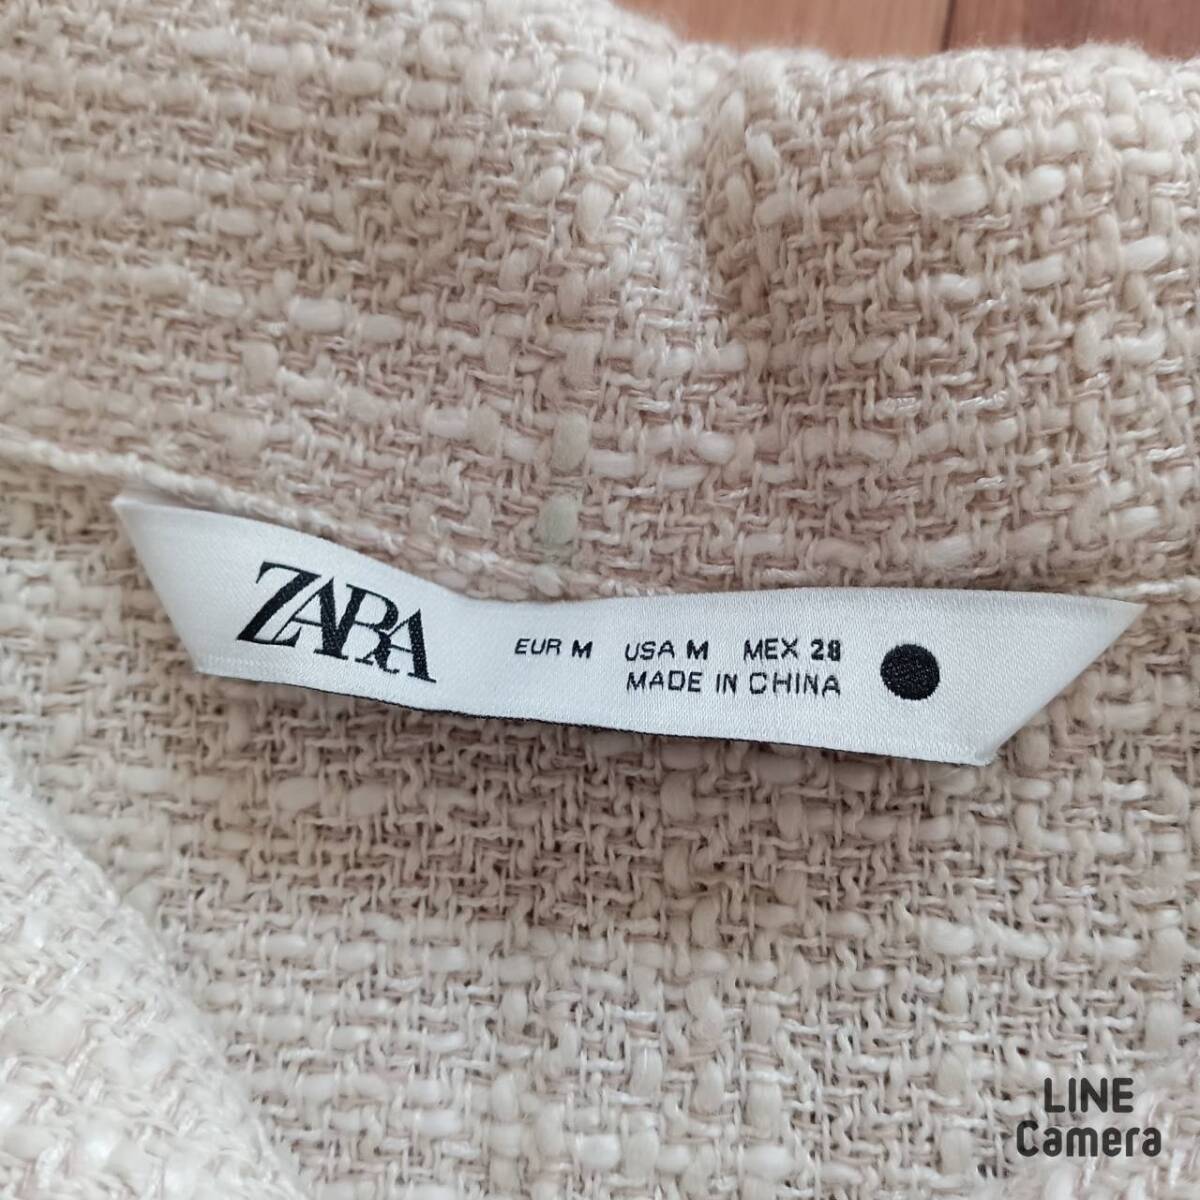 ZARA
EUR M USA M MEX 28
MADE IN CHINA
LINE
Camera